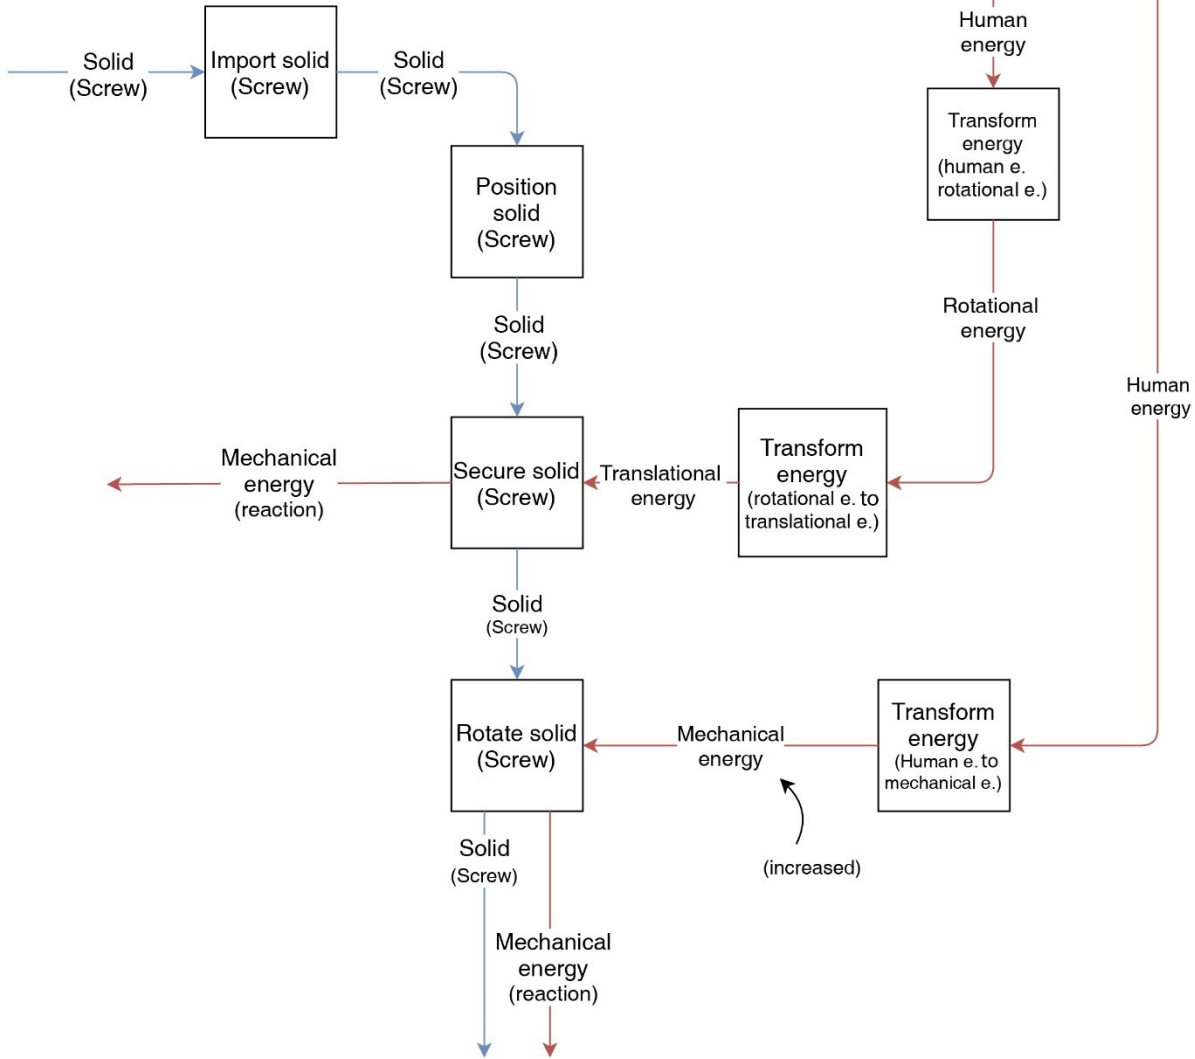 Solid
(Screw)
Import solid
(Screw)
Solid
(Screw)
Human
energy
Transform
energy
(human e.
rotational e.)
Position
solid
(Screw)
Rotational
energy
Solid
(Screw)
Human
energy
Mechanical
energy
(reaction)
Secure solid
(Screw)
Translational
energy
Transform
energy
(rotational e. to
translational e.)
Solid
(Screw)
Rotate solid
(Screw)
Mechanical
energy
Transform
energy
(Human e. to
mechanical e.)
(increased)
Solid
(Screw)
Mechanical
energy
(reaction)